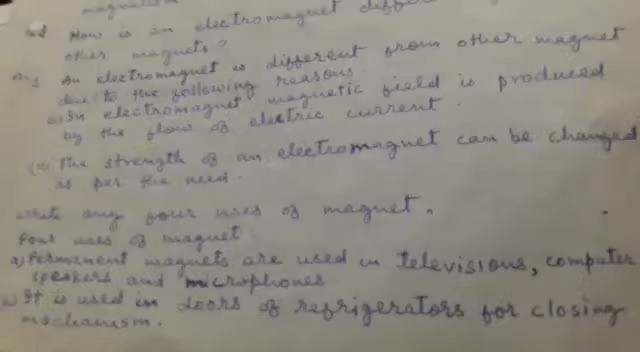 magnetism
How is an electromagnet differ
other magnets?
Ans An electromagnet is different from other magnet
due to the following reasons
In electromagnet magnetic field is produced
by the flow of electric current.
The strength of an electromagnet can be changed
as per the need.
Write any four uses of magnet.
Four uses of magnet
a) Permanent magnets are used in televisions, computer
speakers and microphones
It is used in doors of refrigerators for closing
mechanism.